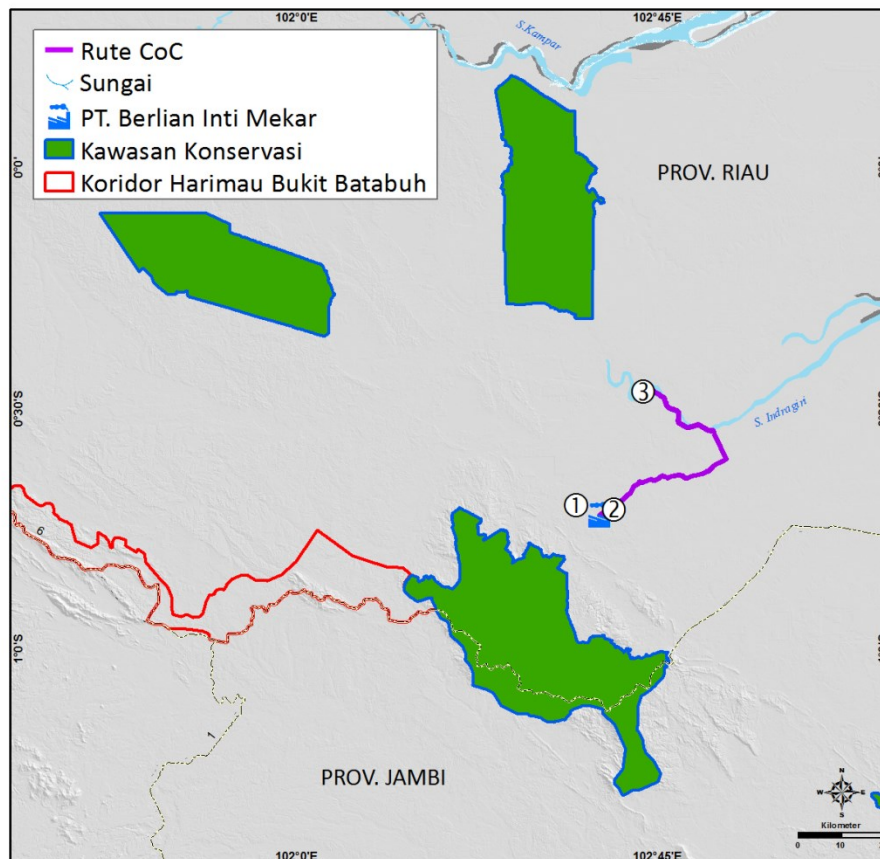 102°0'E
102°45'E
Rute CoC
Sungai
PT. Berlian Inti Mekar
Kawasan Konservasi
Koridor Harimau Bukit Batabuh
S.Kampar
PROV. RIAU
0°0'
0°30'S
3
S. Indragiri
1
2
6
1°0'S
1
PROV. JAMBI
N
W E
S
Kilometer
0 10
102°0'E
102°45'E